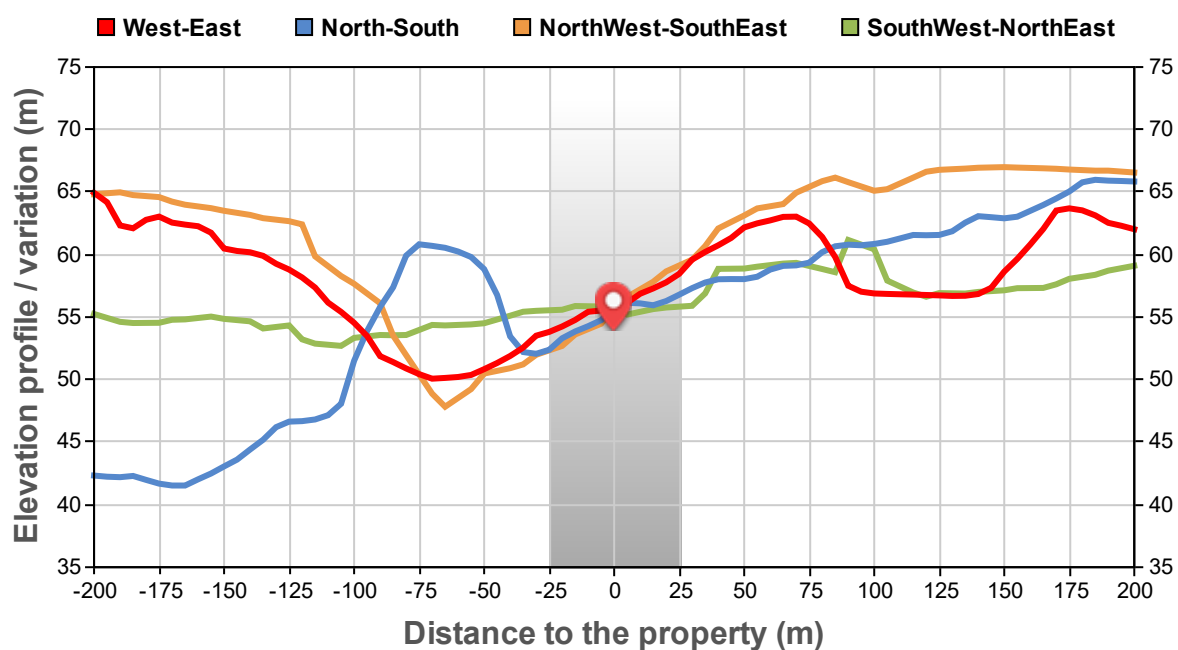 West-East North-South NorthWest-SouthEast SouthWest-NorthEast
Elevation profile / variation (m)
75 75
70 70
65 65
60 60
55 55
50 50
45 45
40 40
35 35
-200 -175 -150 -125 -100 -75 -50 -25 0 25 50 75 100 125 150 175 200
Distance to the property (m)